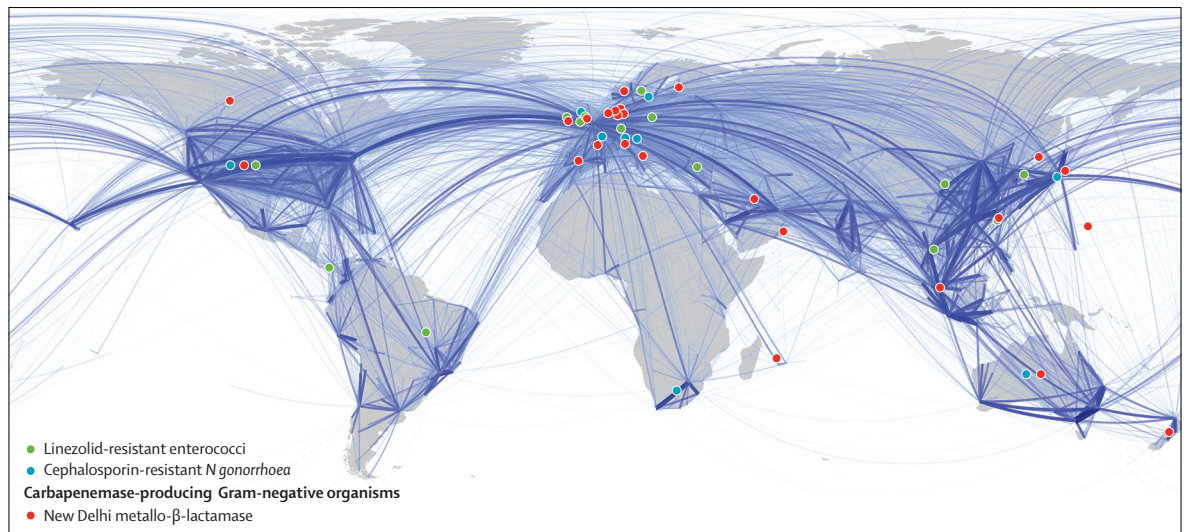 Linezolid-resistant enterococci
Cephalosporin-resistant N gonorrhoea
Carbapenemase-producing Gram-negative organisms
New Delhi metallo-β-lactamase